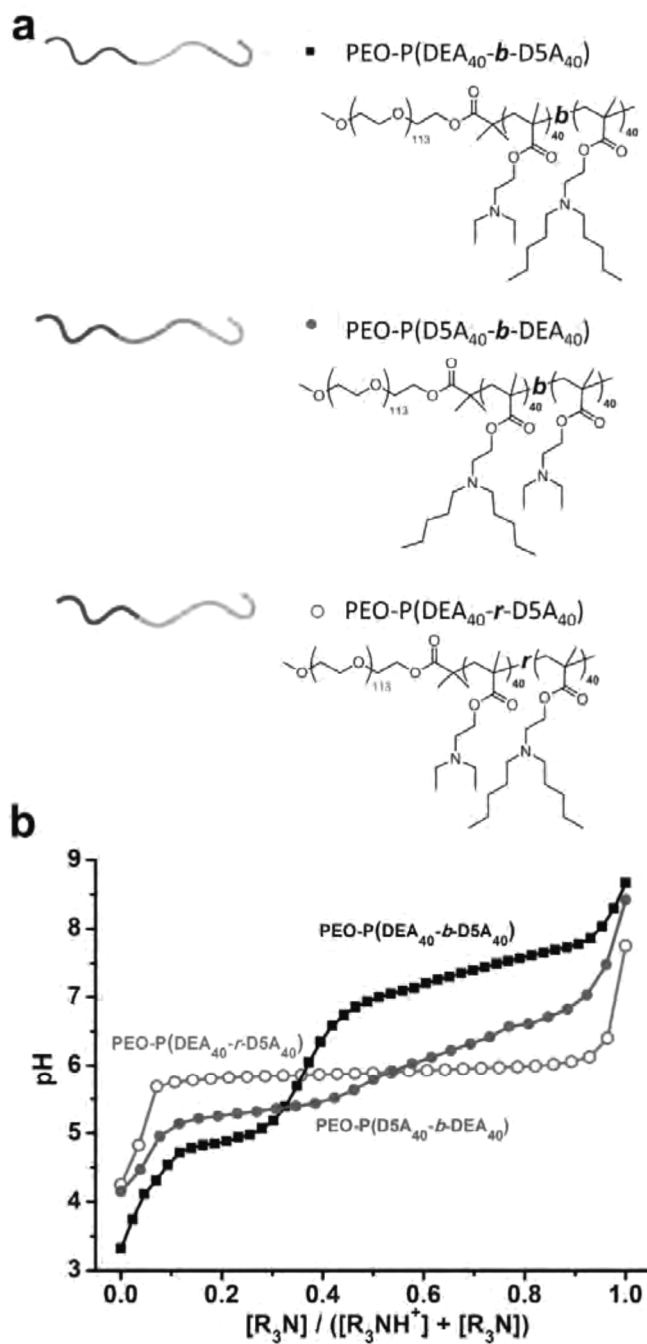 a
PEO-P(DEA₄₀-b-D5A₄₀)
O O 113 O O 40 b 40
O O O O
N N
PEO-P(D5A₄₀-b-DEA₄₀)
O O 113 O O 40 b 40
O O O O
N N
PEO-P(DEA₄₀-r-D5A₄₀)
O O 113 O O 40 r 40
O O O O
N N
b
9
8
7
6
5
4
3
pH
PEO-P(DEA₄₀-b-D5A₄₀)
PEO-P(DEA₄₀-r-D5A₄₀)
PEO-P(D5A₄₀-b-DEA₄₀)
0.0 0.2 0.4 0.6 0.8 1.0
[R₃N] / ([R₃NH⁺] + [R₃N])